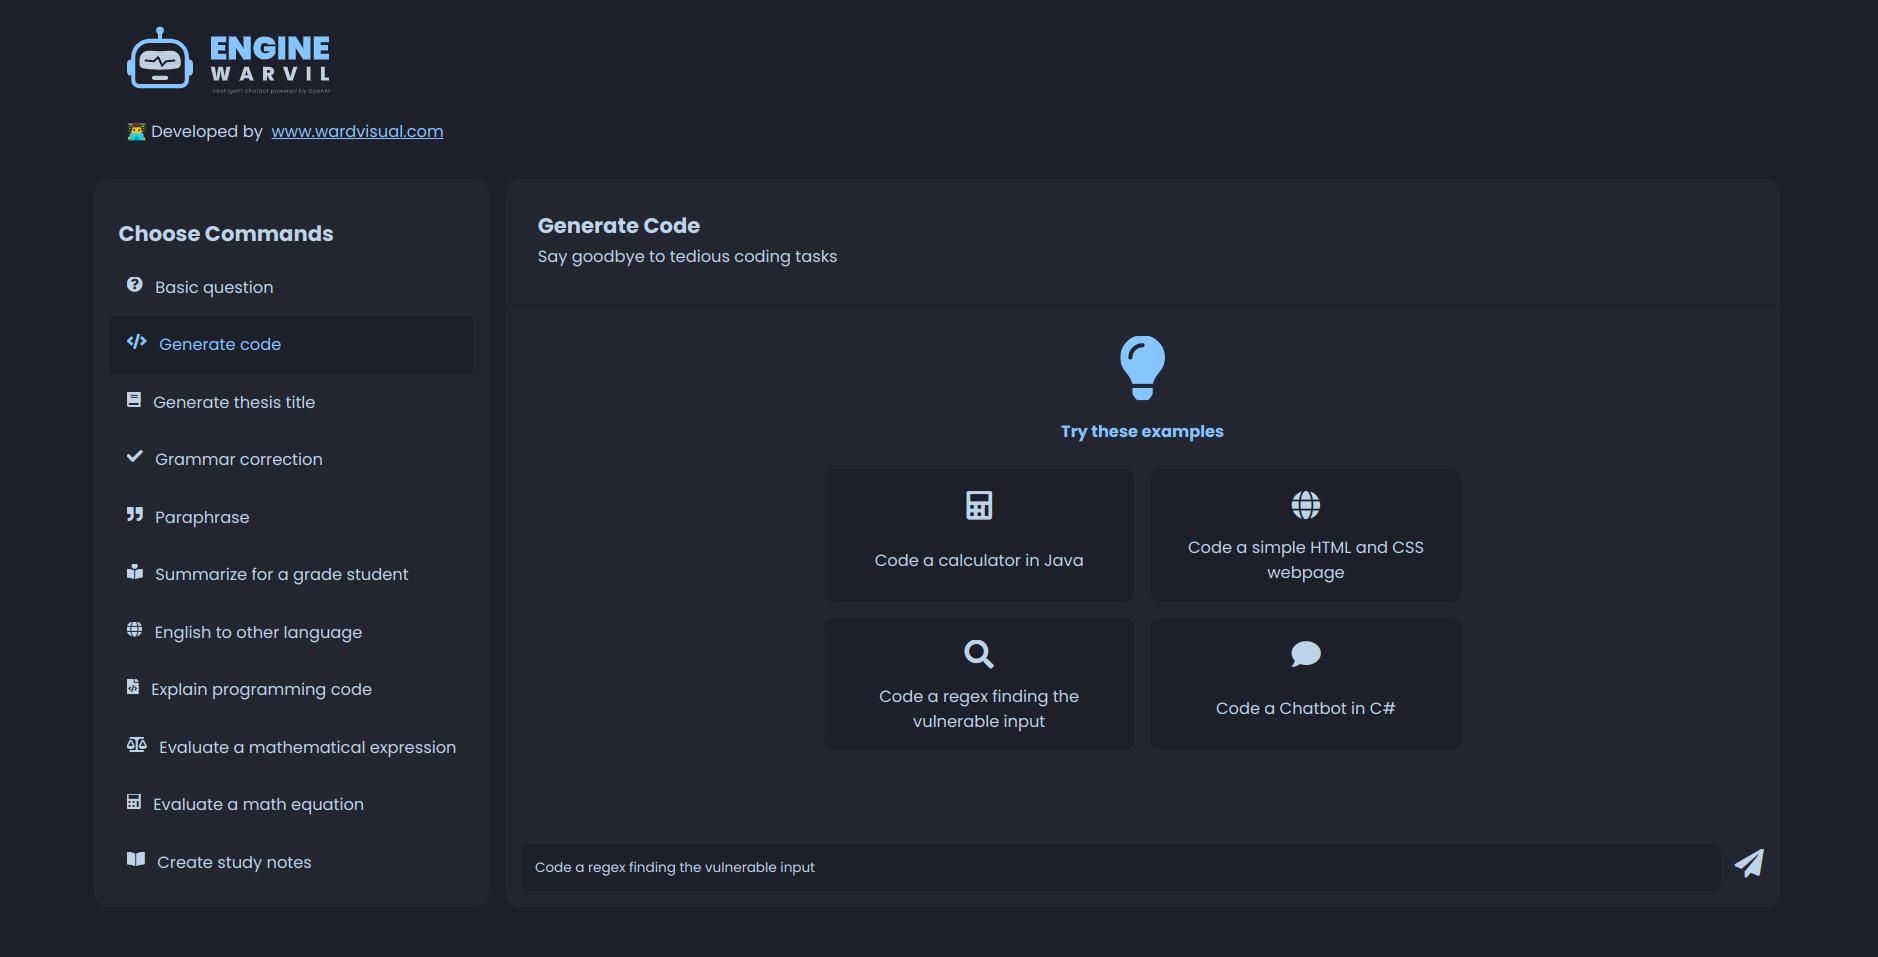 ENGINE
WARVIL
Intelligent chatbot powered by OpenAI
Developed by www.wardvisual.com
Choose Commands
Basic question
Generate code
Generate thesis title
Grammar correction
Paraphrase
Summarize for a grade student
English to other language
Explain programming code
Evaluate a mathematical expression
Evaluate a math equation
Create study notes
Generate Code
Say goodbye to tedious coding tasks
Try these examples
Code a calculator in Java
Code a simple HTML and CSS
webpage
Code a regex finding the
vulnerable input
Code a Chatbot in C#
Code a regex finding the vulnerable input